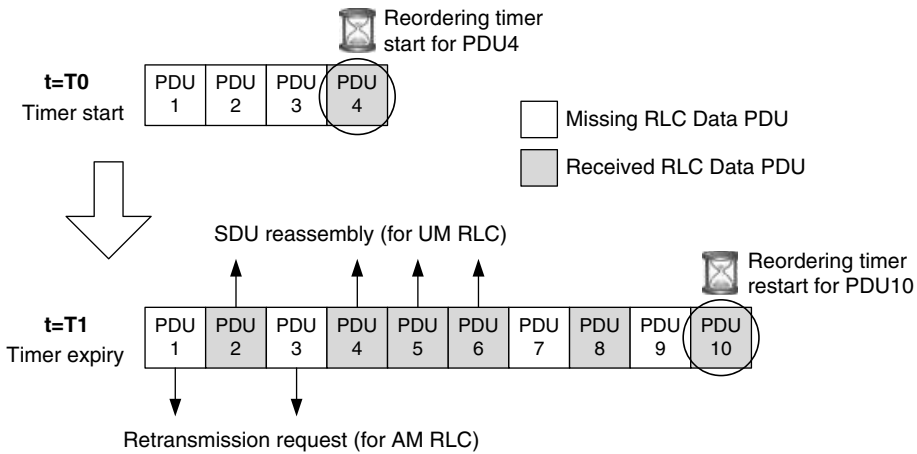 Reordering timer
start for PDU4
t=T0
Timer start
PDU 1
PDU 2
PDU 3
PDU 4
Missing RLC Data PDU
Received RLC Data PDU
SDU reassembly (for UM RLC)
Reordering timer
restart for PDU10
t=T1
Timer expiry
PDU 1
PDU 2
PDU 3
PDU 4
PDU 5
PDU 6
PDU 7
PDU 8
PDU 9
PDU 10
Retransmission request (for AM RLC)